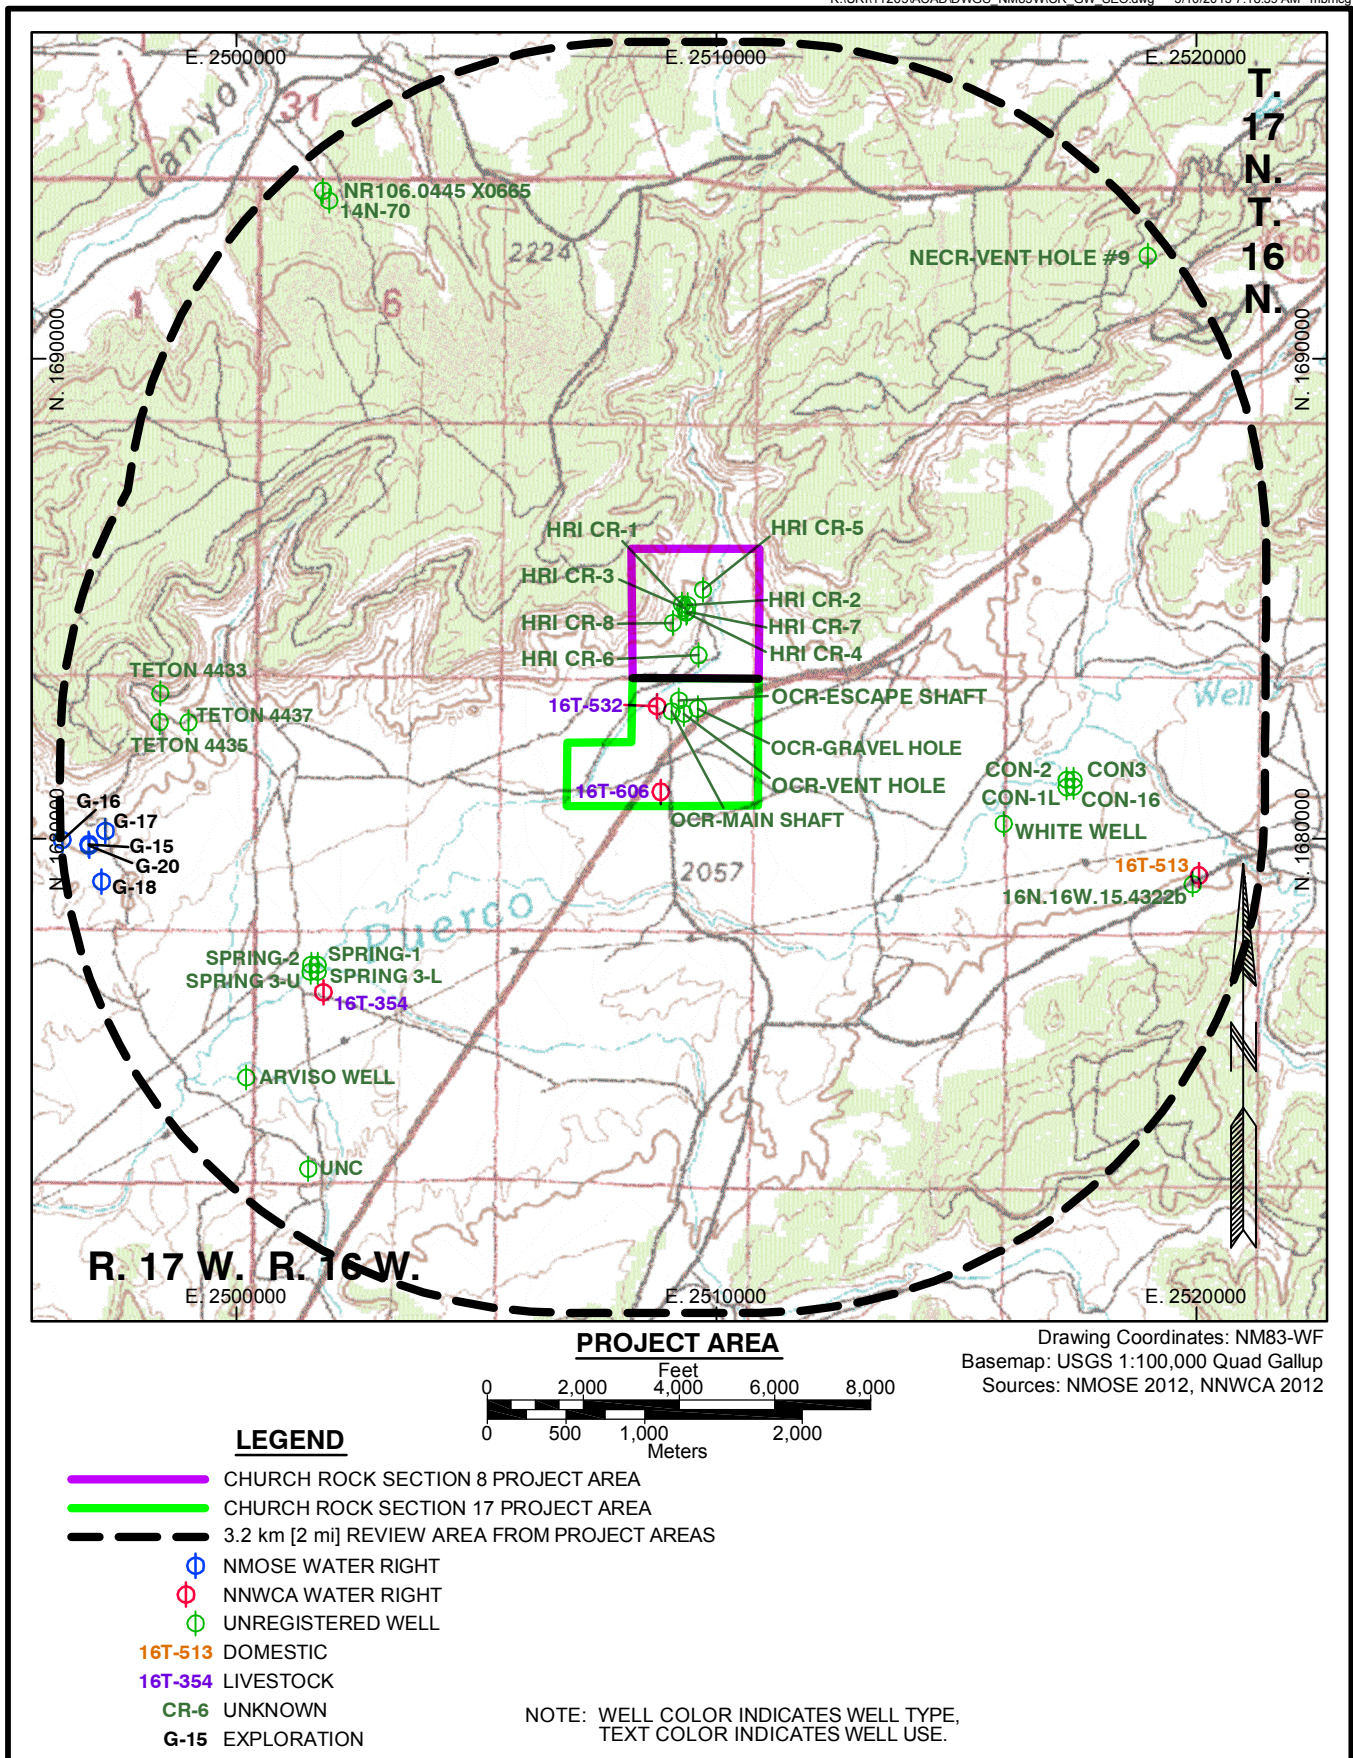 E. 2500000
E. 2510000
E. 2520000
T.
17
N.
T.
16
N.
Canyon
31
NR106.0445 X0665
14N-70
2224
NECR-VENT HOLE #9
1
6
N. 1690000
N. 1690000
HRI CR-1
HRI CR-5
HRI CR-3
HRI CR-2
HRI CR-8
HRI CR-7
HRI CR-6
HRI CR-4
TETON 4433
TETON 4437
TETON 4435
16T-532
OCR-ESCAPE SHAFT
OCR-GRAVEL HOLE
OCR-VENT HOLE
16T-606
OCR-MAIN SHAFT
Well
CON-2
CON3
CON-1L
CON-16
WHITE WELL
G-16
G-17
G-15
G-20
G-18
N. 1680000
N. 1680000
16T-513
16N.16W.15.4322b
2057
Puerco
SPRING-2
SPRING-1
SPRING 3-U
SPRING 3-L
16T-354
ARVISO WELL
UNC
R. 17 W. R. 16 W.
E. 2500000
E. 2510000
E. 2520000
PROJECT AREA
Drawing Coordinates: NM83-WF
Basemap: USGS 1:100,000 Quad Gallup
Sources: NMOSE 2012, NNWCA 2012
Feet
0 2,000 4,000 6,000 8,000
0 500 1,000 2,000
Meters
LEGEND
CHURCH ROCK SECTION 8 PROJECT AREA
CHURCH ROCK SECTION 17 PROJECT AREA
3.2 km [2 mi] REVIEW AREA FROM PROJECT AREAS
NMOSE WATER RIGHT
NNWCA WATER RIGHT
UNREGISTERED WELL
16T-513 DOMESTIC
16T-354 LIVESTOCK
CR-6 UNKNOWN
G-15 EXPLORATION
NOTE: WELL COLOR INDICATES WELL TYPE,
TEXT COLOR INDICATES WELL USE.